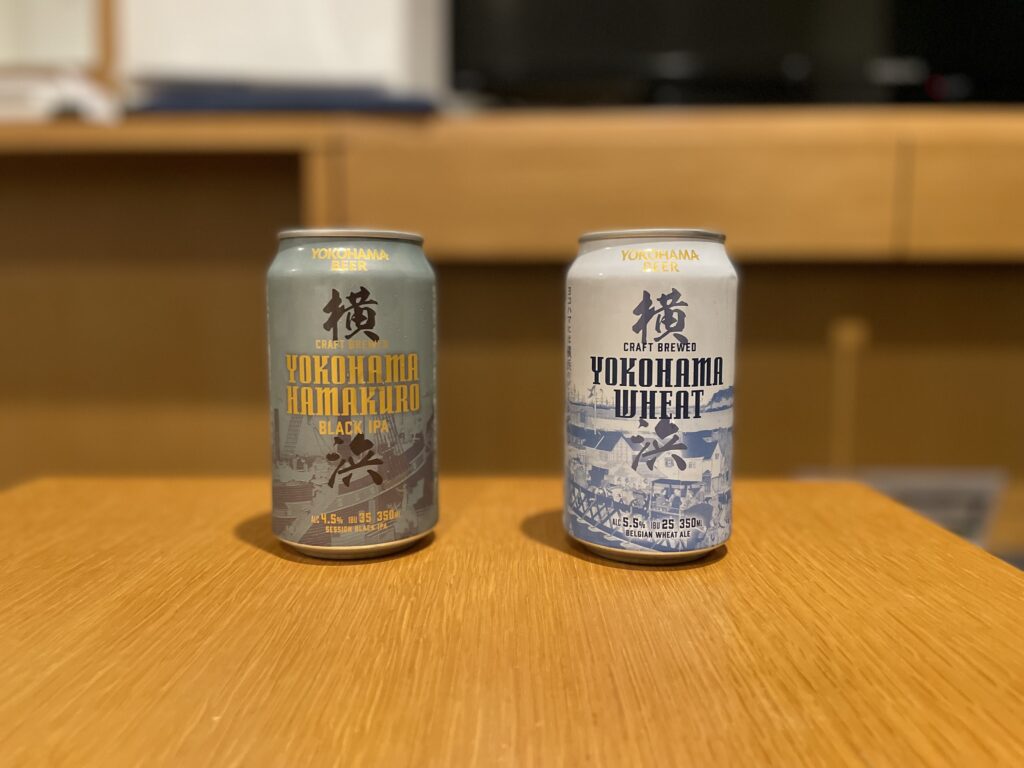 YOKOHAMA
BEER
横
CRAFT BREWED
YOKOHAMA
HAMAKURO
BLACK IPA
浜
ALC 4.5% IBU 35 350ML
SESSION BLACK IPA
YOKOHAMA
BEER
横
CRAFT BREWED
YOKOHAMA
WHEAT
浜
ALC 5.5% IBU 25 350ML
BELGIAN WHEAT ALE